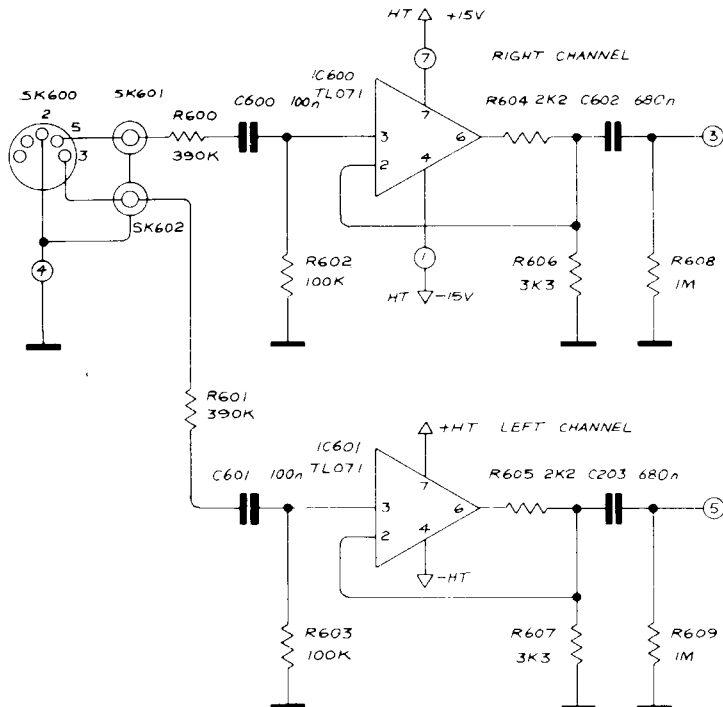 HT +15V
7
RIGHT CHANNEL
IC600
TL071
SK600
2
5
3
SK601
R600
390K
C600 100n
7
3
2
4
6
R604 2K2 C602 680n
3
SK602
4
R602
100K
1
HT -15V
R606
3K3
R608
1M
R601
390K
+HT LEFT CHANNEL
IC601
TL071
C601 100n
7
3
2
4
6
R605 2K2 C203 680n
5
-HT
R603
100K
R607
3K3
R609
1M